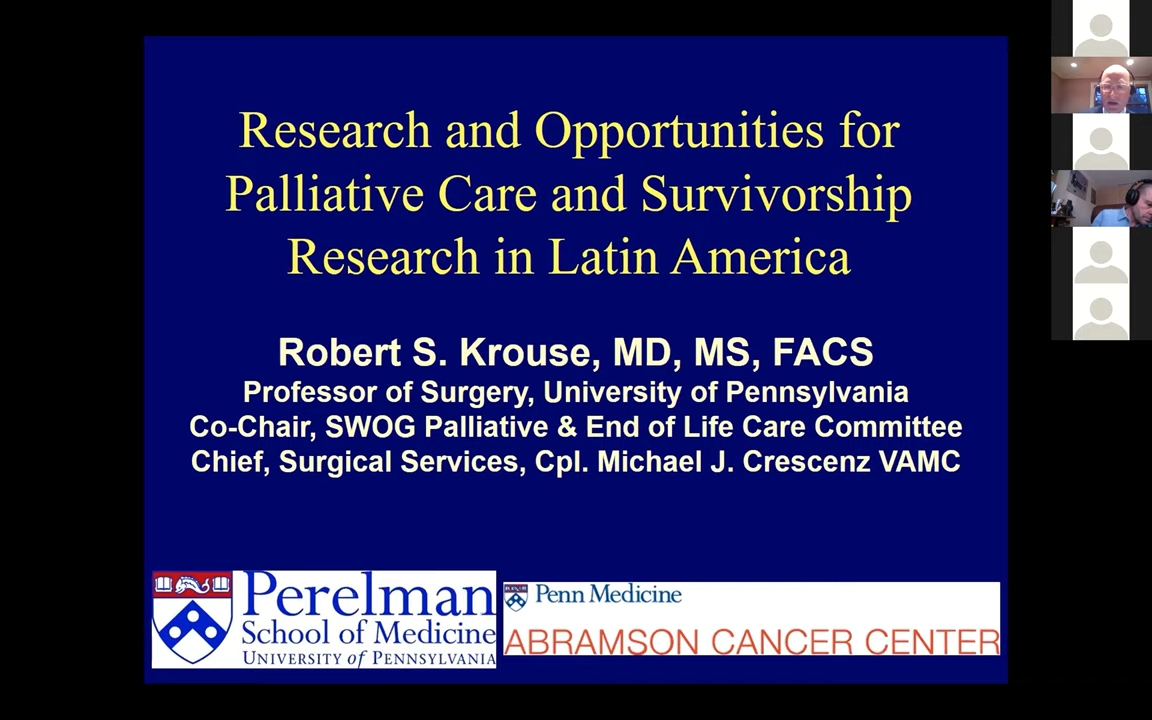 Research and Opportunities for
Palliative Care and Survivorship
Research in Latin America
Robert S. Krouse, MD, MS, FACS
Professor of Surgery, University of Pennsylvania
Co-Chair, SWOG Palliative & End of Life Care Committee
Chief, Surgical Services, Cpl. Michael J. Crescenz VAMC
Perelman
School of Medicine
UNIVERSITY of PENNSYLVANIA
Penn Medicine
ABRAMSON CANCER CENTER